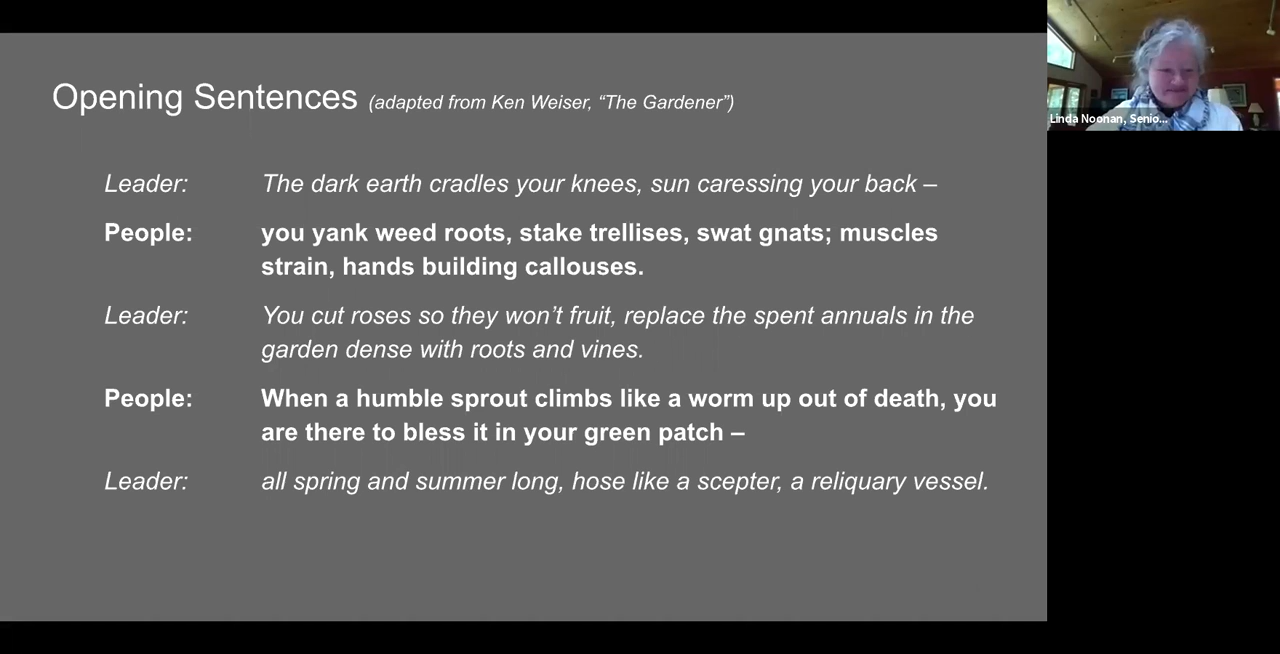 Opening Sentences (adapted from Ken Weiser, “The Gardener”)
Leader: The dark earth cradles your knees, sun caressing your back –
People: you yank weed roots, stake trellises, swat gnats; muscles
strain, hands building callouses.
Leader: You cut roses so they won’t fruit, replace the spent annuals in the
garden dense with roots and vines.
People: When a humble sprout climbs like a worm up out of death, you
are there to bless it in your green patch –
Leader: all spring and summer long, hose like a scepter, a reliquary vessel.
Linda Noonan, Senio...